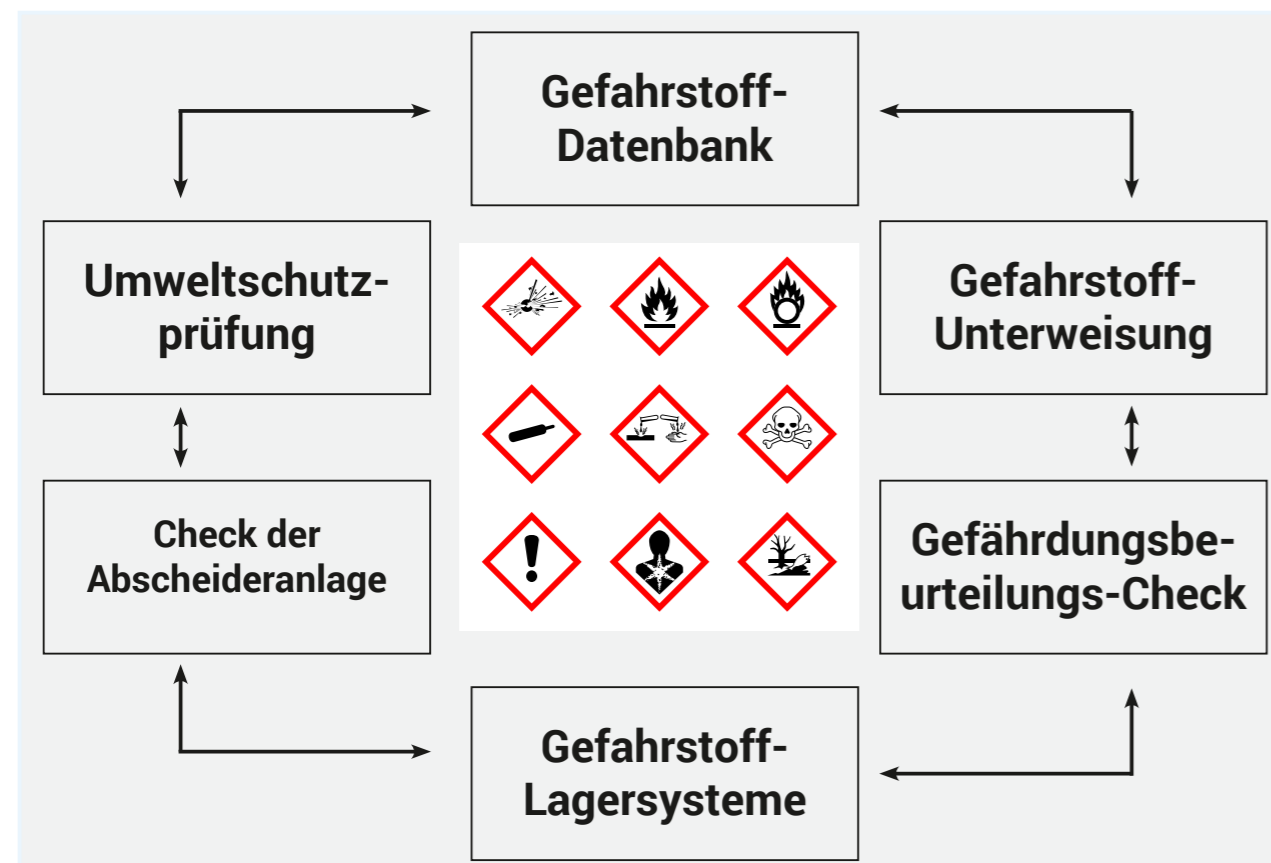 Gefahrstoff-
Datenbank
Umweltschutz-
prüfung
Gefahrstoff-
Unterweisung
Check der
Abscheideranlage
Gefährdungsbe-
urteilungs-Check
Gefahrstoff-
Lagersysteme